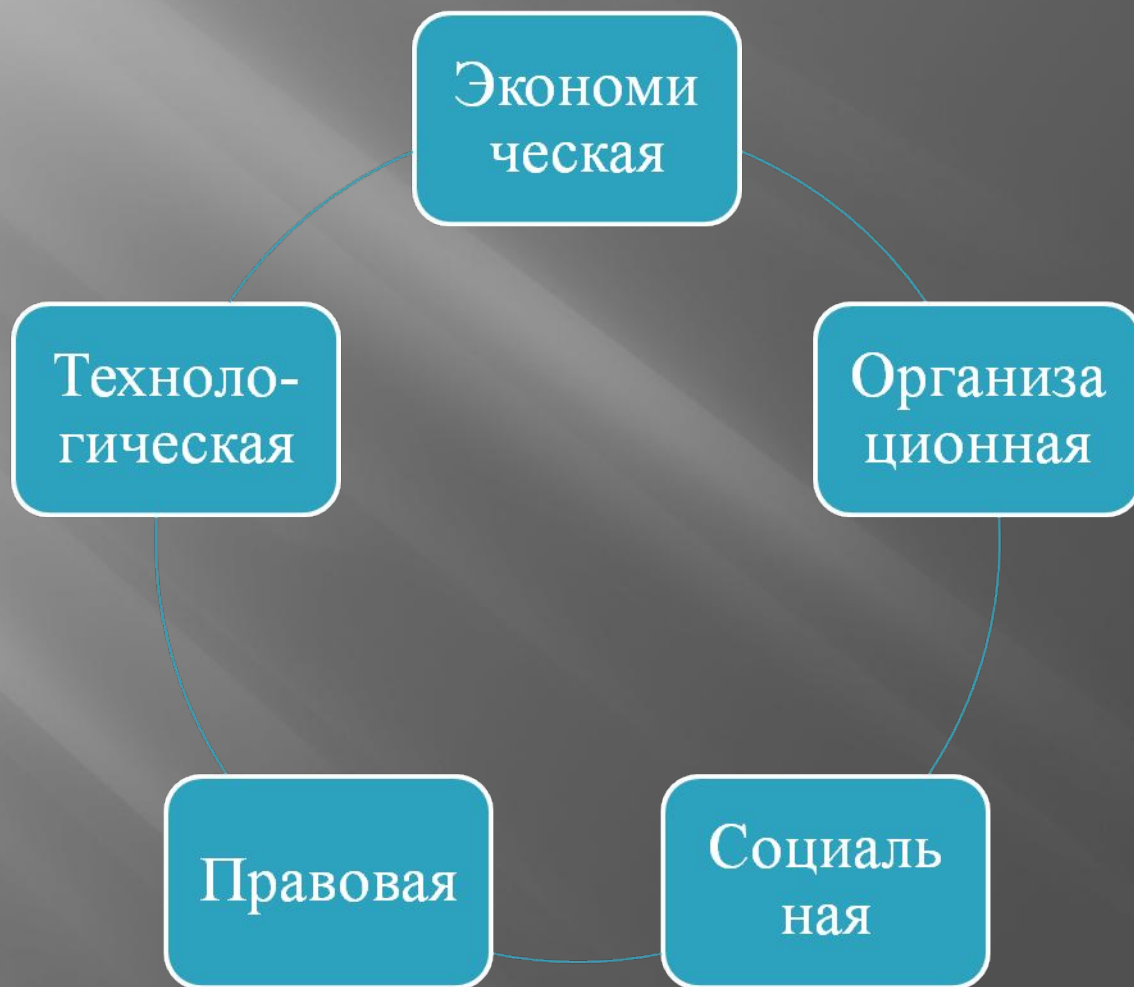 Экономи
ческая
Техноло-
гическая
Организа
ционная
Правовая
Социаль
ная